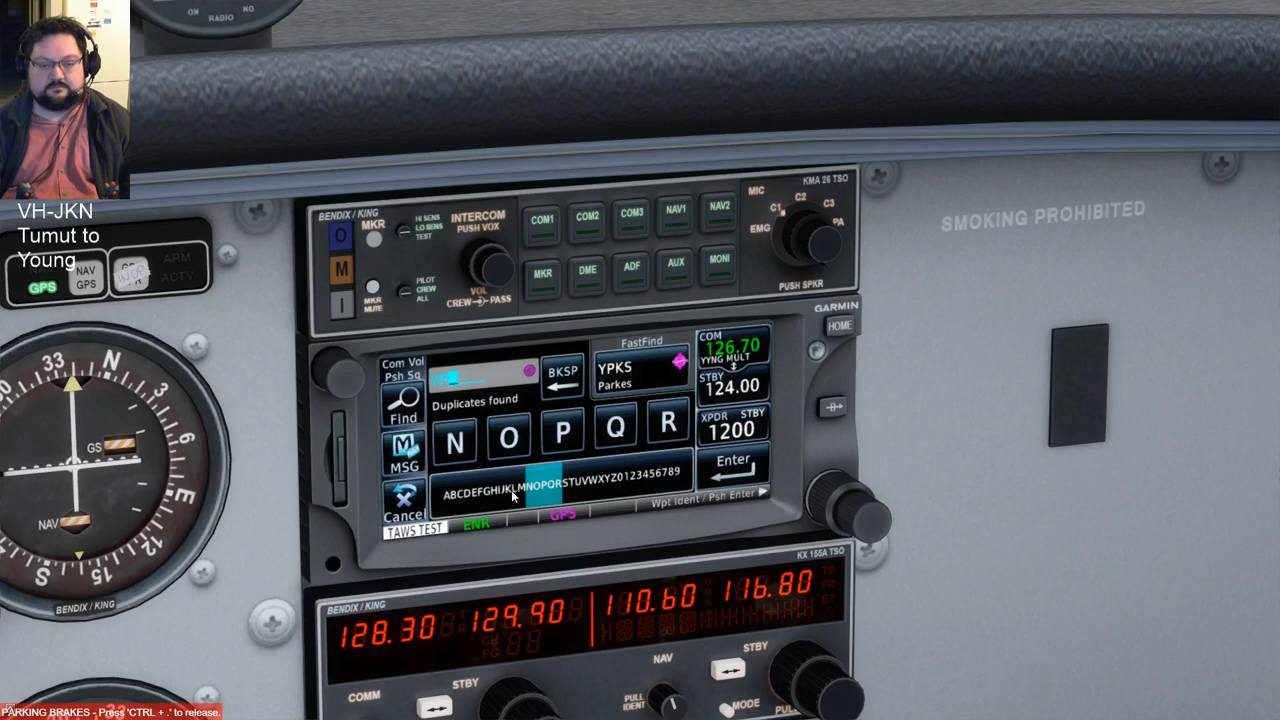 ON
RADIO
NO
VH-JKN
Tumut to
Young
GPS
NAV
GPS
ARM
ACTV
BENDIX/KING
KMA 26 TSO
O
M
I
MKR
HI SENS
LO SENS
TEST
MKR
MUTE
PILOT
CREW
ALL
INTERCOM
PUSH VOX
VOL
CREW PASS
COM1
COM2
COM3
NAV1
NAV2
MKR
DME
ADF
AUX
MONI
MIC
EMG
C1
C2
C3
PA
PUSH SPKR
SMOKING PROHIBITED
GARMIN
HOME
Com Vol
Psh Sq
Find
MSG
Cancel
TAWS TEST
BKSP
Duplicates found
FastFind
YPKS
Parkes
N
O
P
Q
R
ABCDEFGHIJKLMNOPQRSTUVWXYZ0123456789
ENR
GPS
Wpt Ident / Psh Enter
COM
126.70
YYNG MULT
STBY
124.00
XPDR STBY
1200
Enter
33
N
6
E
12
15
S
GS
NAV
BENDIX / KING
BENDIX / KING
KX 155A TSO
128.30
129.90
110.60
116.80
COMM
STBY
NAV
PULL
IDENT
STBY
MODE
PARKING BRAKES - Press 'CTRL + .' to release.